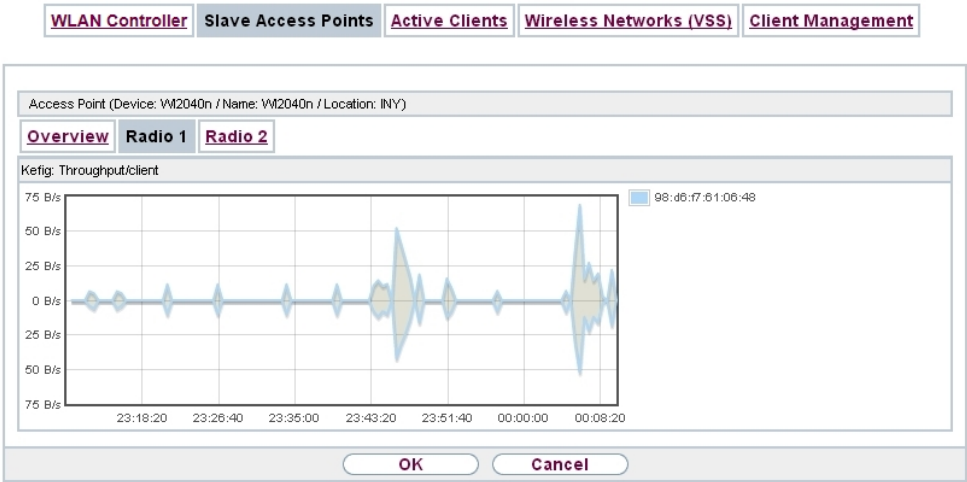 WLAN Controller Slave Access Points Active Clients Wireless Networks (VSS) Client Management
Access Point (Device: WI2040n / Name: WI2040n / Location: INY)
Overview Radio 1 Radio 2
Kefig: Throughput/client
75 B/s
50 B/s
25 B/s
0 B/s
25 B/s
50 B/s
75 B/s
98:d6:f7:61:06:48
23:18:20 23:26:40 23:35:00 23:43:20 23:51:40 00:00:00 00:08:20
OK Cancel